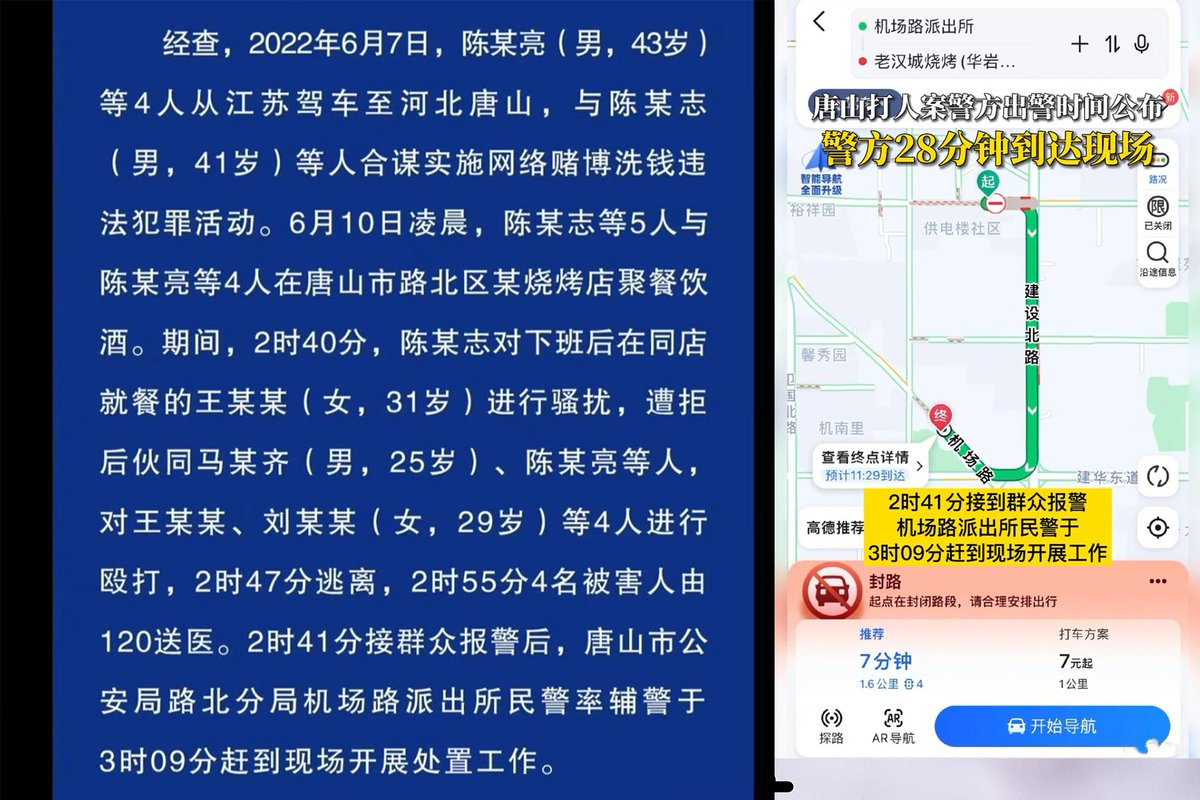 经查，2022年6月7日，陈某亮（男，43岁）
等4人从江苏驾车至河北唐山，与陈某志
（男，41岁）等人合谋实施网络赌博洗钱违
法犯罪活动。6月10日凌晨，陈某志等5人与
陈某亮等4人在唐山市路北区某烧烤店聚餐饮
酒。期间，2时40分，陈某志对下班后在同店
就餐的王某某（女，31岁）进行骚扰，遭拒
后伙同马某齐（男，25岁）、陈某亮等人，
对王某某、刘某某（女，29岁）等4人进行
殴打，2时47分逃离，2时55分4名被害人由
120送医。2时41分接群众报警后，唐山市公
安局路北分局机场路派出所民警率辅警于
3时09分赶到现场开展处置工作。
机场路派出所
老汉城烧烤(华岩...
新
唐山打人案警方出警时间公布
警方28分钟到达现场
智能导航
全面升级
路况
限
已关闭
沿途信息
裕祥园
起
供电楼社区
建设北路
馨秀园
卫国北路
机南里
终
机场路
查看终点详情
预计11:29到达
建华东道
高德推荐
2时41分接到群众报警
机场路派出所民警于
3时09分赶到现场开展工作
封路
起点在封闭路段，请合理安排出行
推荐
7分钟
1.6公里 4
打车方案
7元起
1公里
探路
AR
AR导航
开始导航